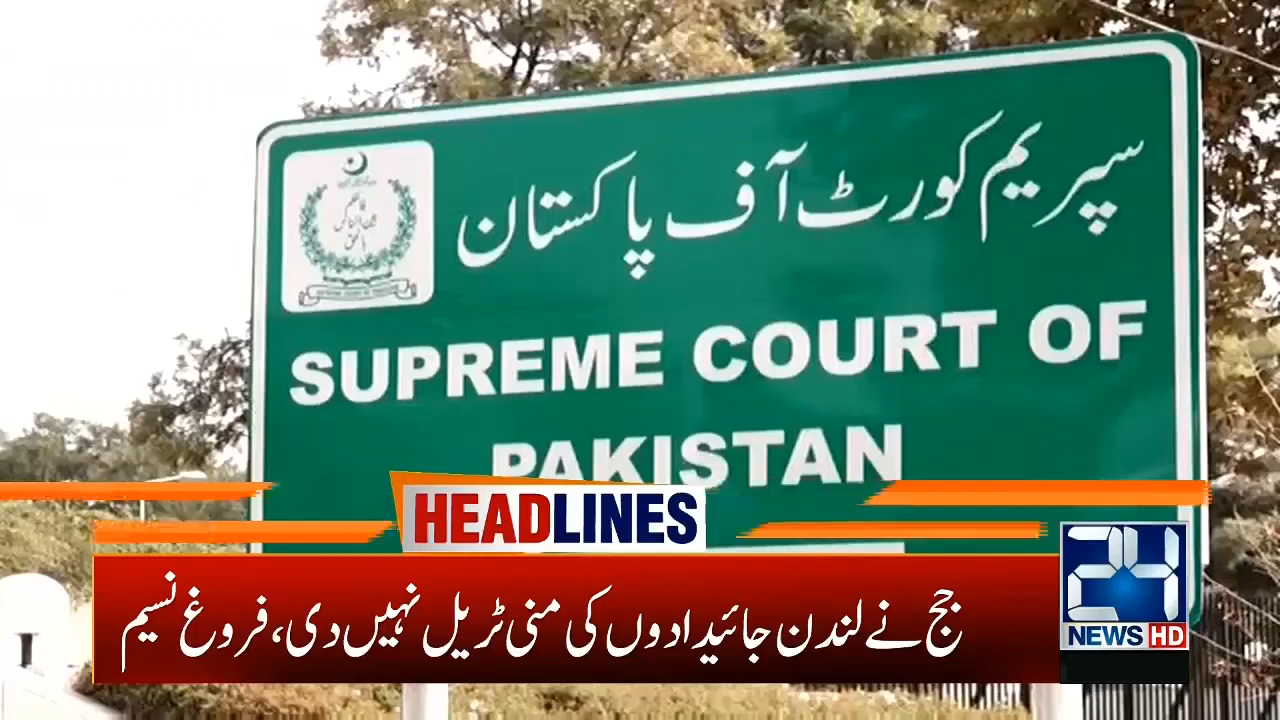 سپریم کورٹ آف پاکستان
SUPREME COURT OF
PAKISTAN
HEADLINES
جج نے لندن جائیدادوں کی منی ٹریل نہیں دی، فروغ نسیم
24
NEWS HD